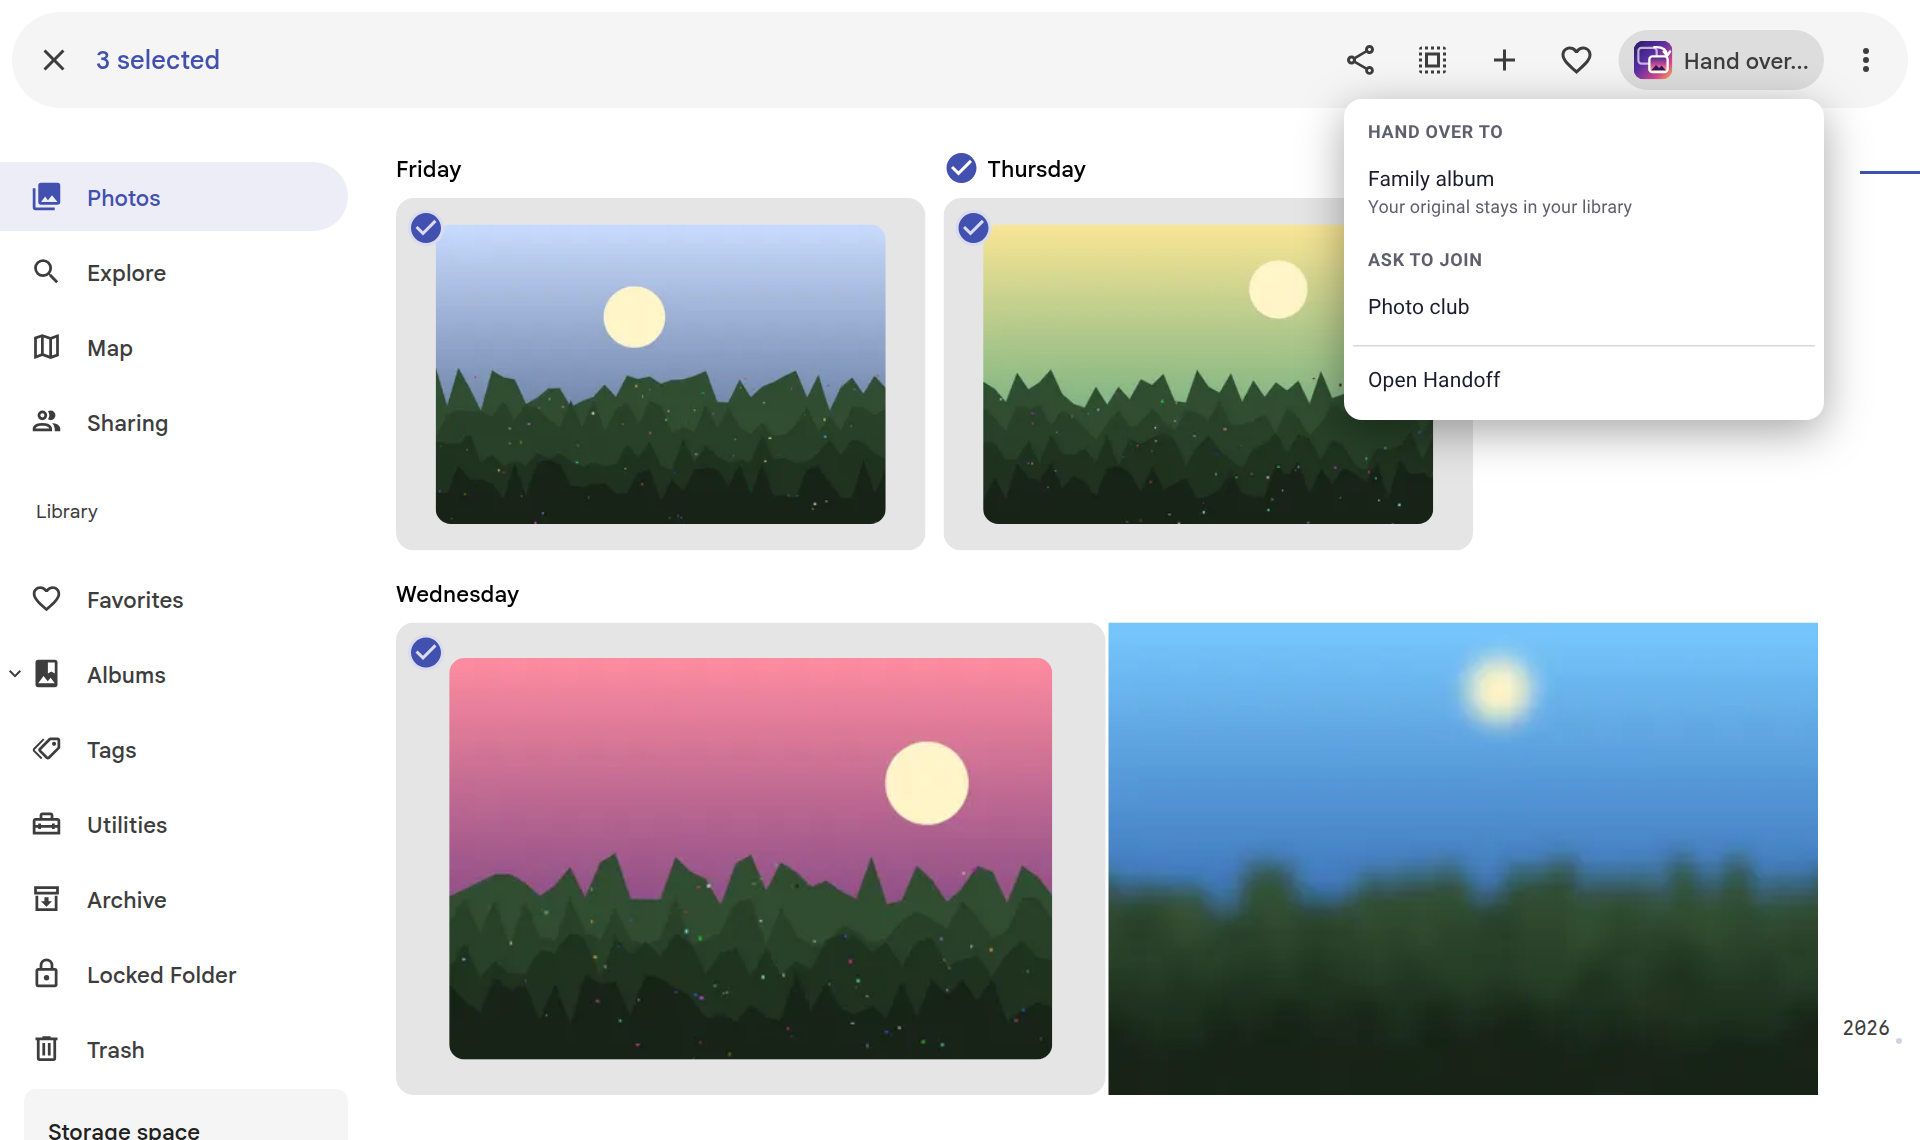 3 selected
Hand over...
HAND OVER TO
Family album
Your original stays in your library
ASK TO JOIN
Photo club
Open Handoff
Photos
Explore
Map
Sharing
Library
Favorites
Albums
Tags
Utilities
Archive
Locked Folder
Trash
Storage space
Friday
Thursday
Wednesday
2026